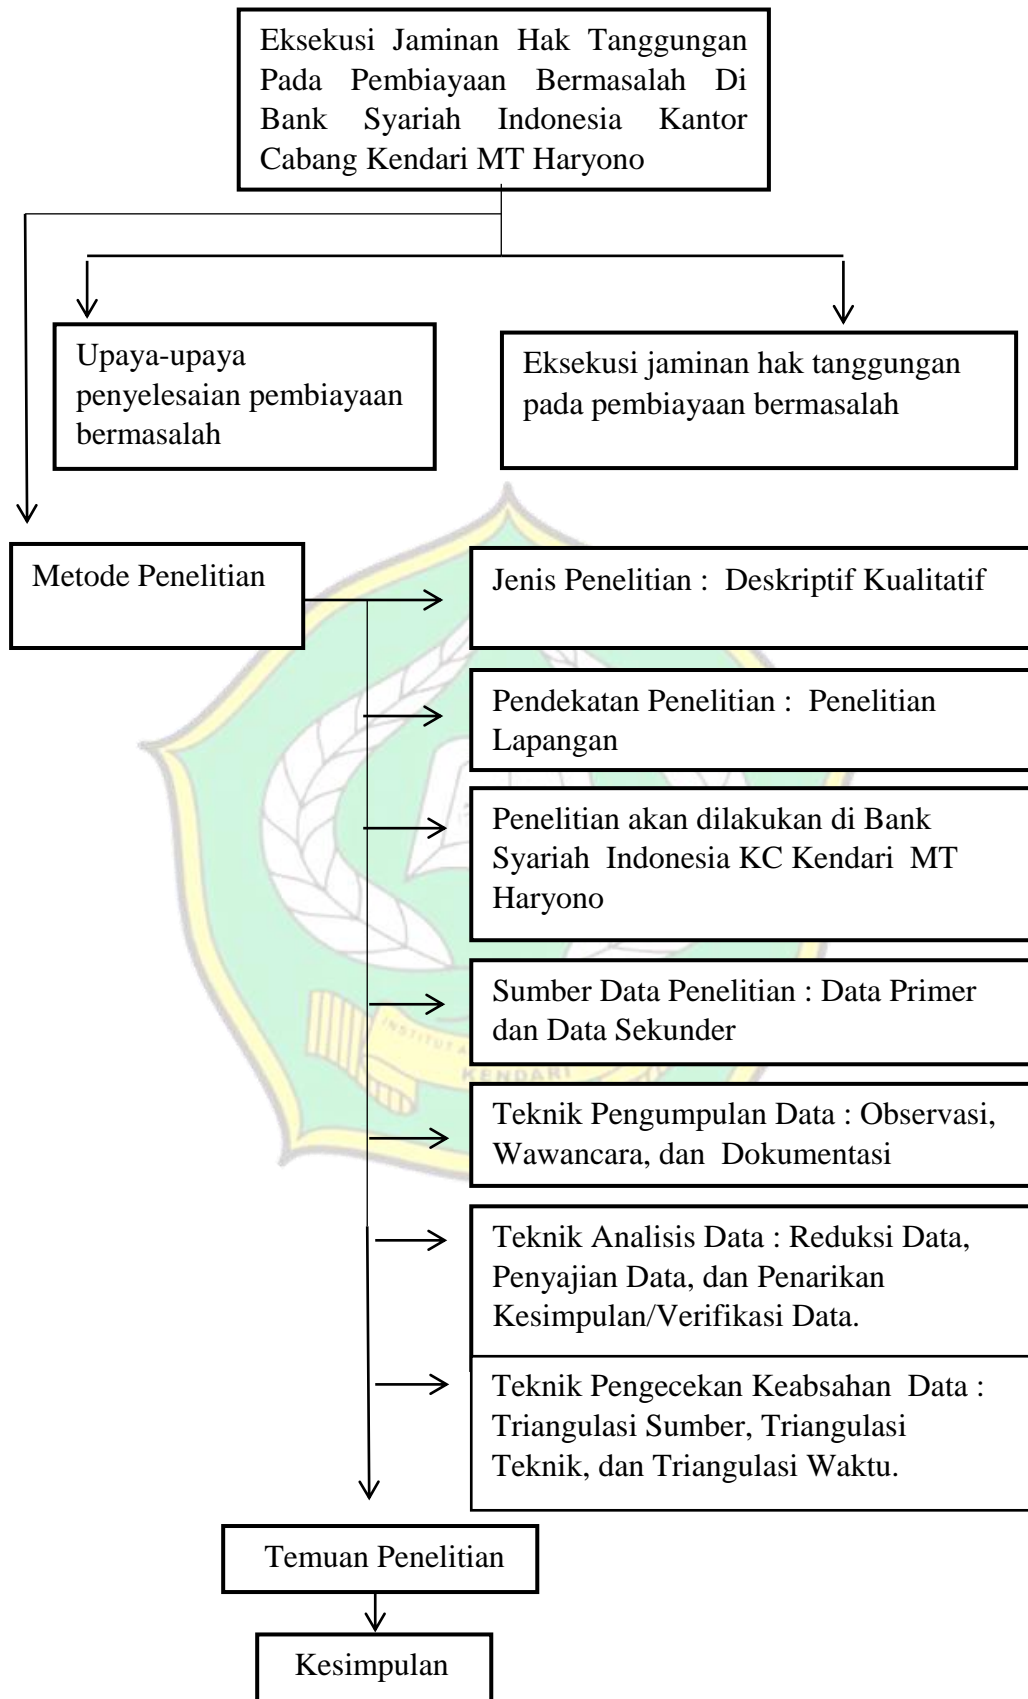 Eksekusi Jaminan Hak Tanggungan
Pada Pembiayaan Bermasalah Di
Bank Syariah Indonesia Kantor
Cabang Kendari MT Haryono
Upaya-upaya
penyelesaian pembiayaan
bermasalah
Eksekusi jaminan hak tanggungan
pada pembiayaan bermasalah
Metode Penelitian
Jenis Penelitian : Deskriptif Kualitatif
Pendekatan Penelitian : Penelitian
Lapangan
Penelitian akan dilakukan di Bank
Syariah Indonesia KC Kendari MT
Haryono
Sumber Data Penelitian : Data Primer
dan Data Sekunder
INSTITUT
KENDARI
Teknik Pengumpulan Data : Observasi,
Wawancara, dan Dokumentasi
Teknik Analisis Data : Reduksi Data,
Penyajian Data, dan Penarikan
Kesimpulan/Verifikasi Data.
Teknik Pengecekan Keabsahan Data :
Triangulasi Sumber, Triangulasi
Teknik, dan Triangulasi Waktu.
Temuan Penelitian
Kesimpulan